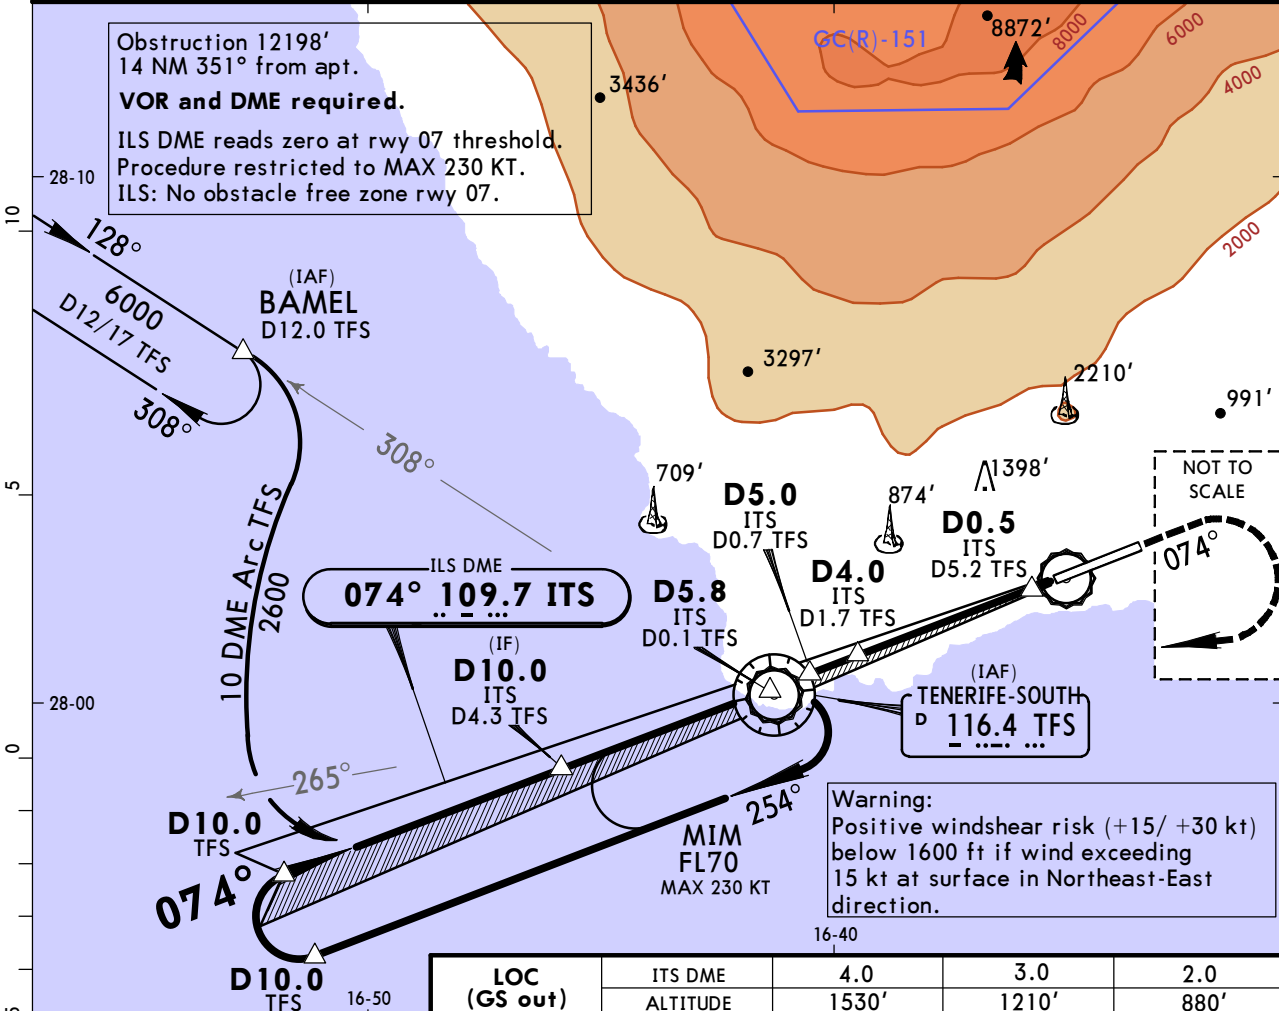 Obstruction 12198'
14 NM 351° from apt.
VOR and DME required.
ILS DME reads zero at rwy 07 threshold.
Procedure restricted to MAX 230 KT.
ILS: No obstacle free zone rwy 07.
GC(R)-151
8872'
8000
6000
4000
2000
3436'
28-10
10
128°
6000
D12/17 TFS
308°
(IAF)
BAMEL
D12.0 TFS
308°
3297'
2210'
991'
709'
874'
1398'
NOT TO
SCALE
074°
5
10 DME Arc TFS
2600
ILS DME
074° 109.7 ITS
D5.0
ITS
D0.7 TFS
D0.5
ITS
D5.2 TFS
D4.0
ITS
D1.7 TFS
D5.8
ITS
D0.1 TFS
(IF)
D10.0
ITS
D4.3 TFS
(IAF)
TENERIFE-SOUTH
D 116.4 TFS
28-00
0
265°
254°
MIM
FL70
MAX 230 KT
D10.0
TFS
074°
D10.0
TFS
Warning:
Positive windshear risk (+15/ +30 kt)
below 1600 ft if wind exceeding
15 kt at surface in Northeast-East
direction.
16-40
16-50
5
LOC
(GS out)
ITS DME 4.0 3.0 2.0
ALTITUDE 1530' 1210' 880'